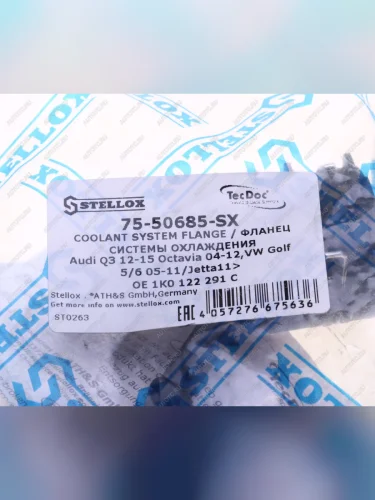 STELLOX
TecDoc
75-50685-SX
COOLANT SYSTEM FLANGE / ФЛАНЕЦ
СИСТЕМЫ ОХЛАЖДЕНИЯ
Audi Q3 12-15 Octavia 04-12,VW Golf
5/6 05-11/Jetta11>
OE 1K0 122 291 C
Stellox . *ATH&S GmbH,Germany
Get more info on www.stellox.com
ST0263
EAC
4 057276 675636
STELLOX